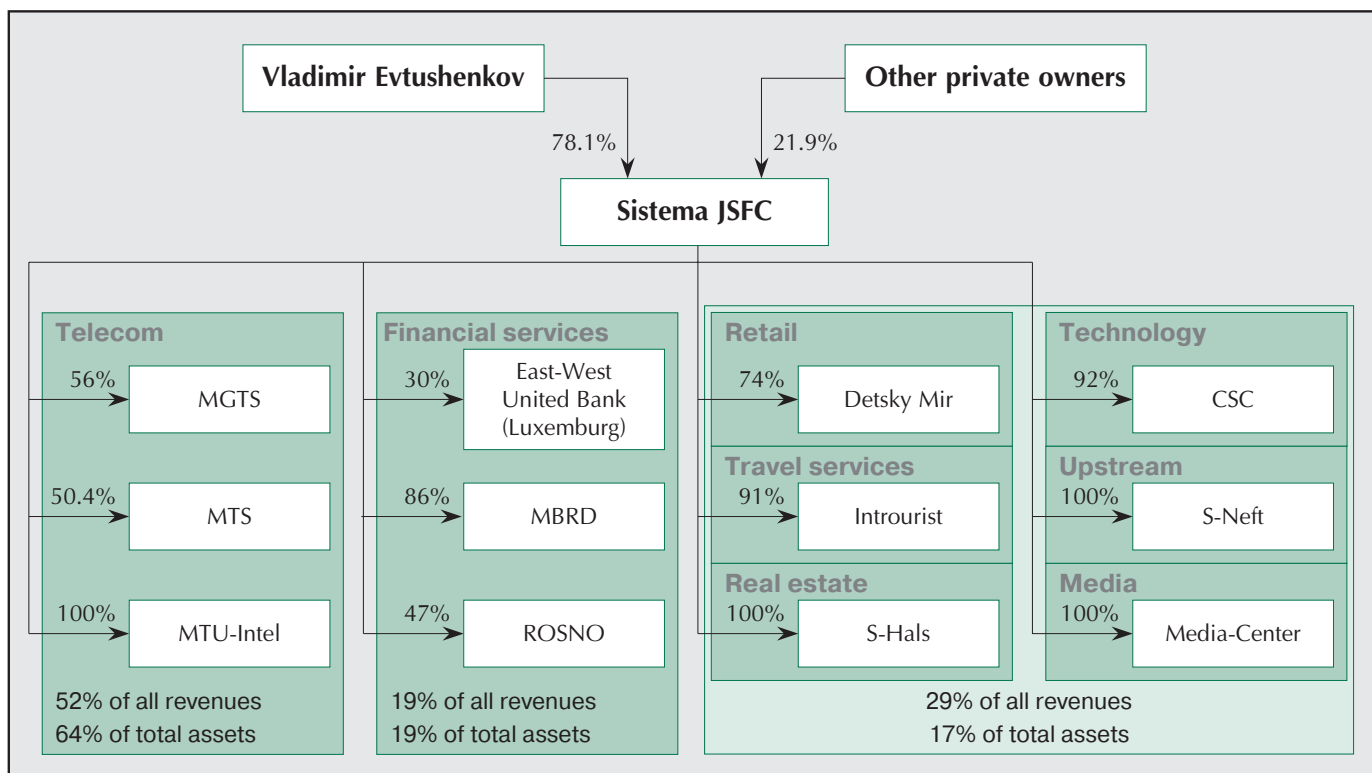 Vladimir Evtushenkov
Other private owners
78.1%
21.9%
Sistema JSFC
Telecom
56%
MGTS
50.4%
MTS
100%
MTU-Intel
52% of all revenues
64% of total assets
Financial services
30%
East-West
United Bank
(Luxemburg)
86%
MBRD
47%
ROSNO
19% of all revenues
19% of total assets
Retail
74%
Detsky Mir
Travel services
91%
Introurist
Real estate
100%
S-Hals
Technology
92%
CSC
Upstream
100%
S-Neft
Media
100%
Media-Center
29% of all revenues
17% of total assets